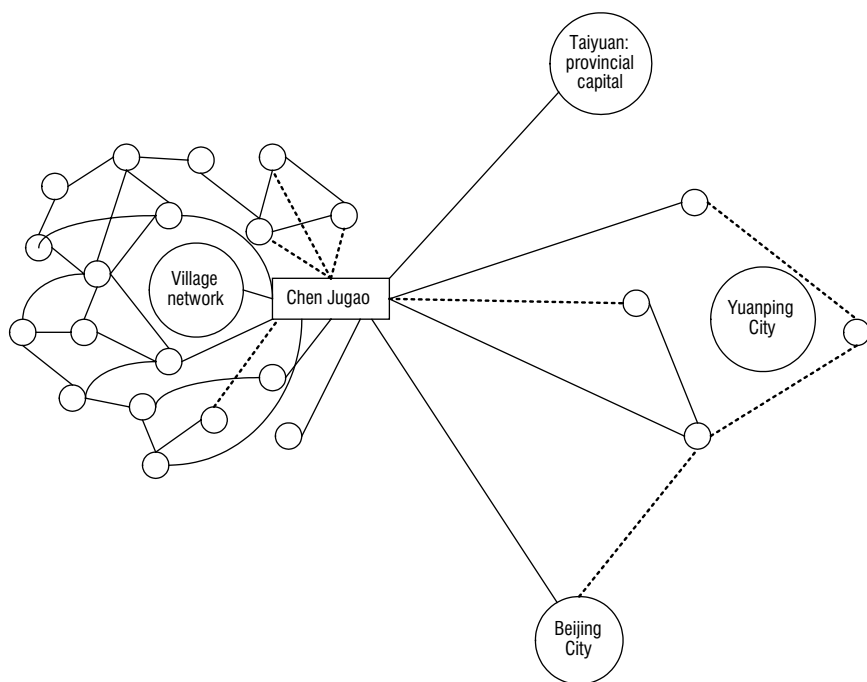 Taiyuan:
provincial
capital
Village
network
Chen Jugao
Yuanping
City
Beijing
City